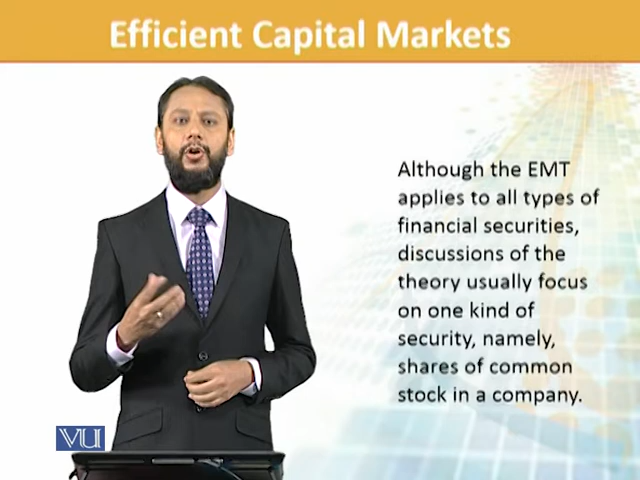 Efficient Capital Markets
Although the EMT
applies to all types of
financial securities,
discussions of the
theory usually focus
on one kind of
security, namely,
shares of common
stock in a company.
VU